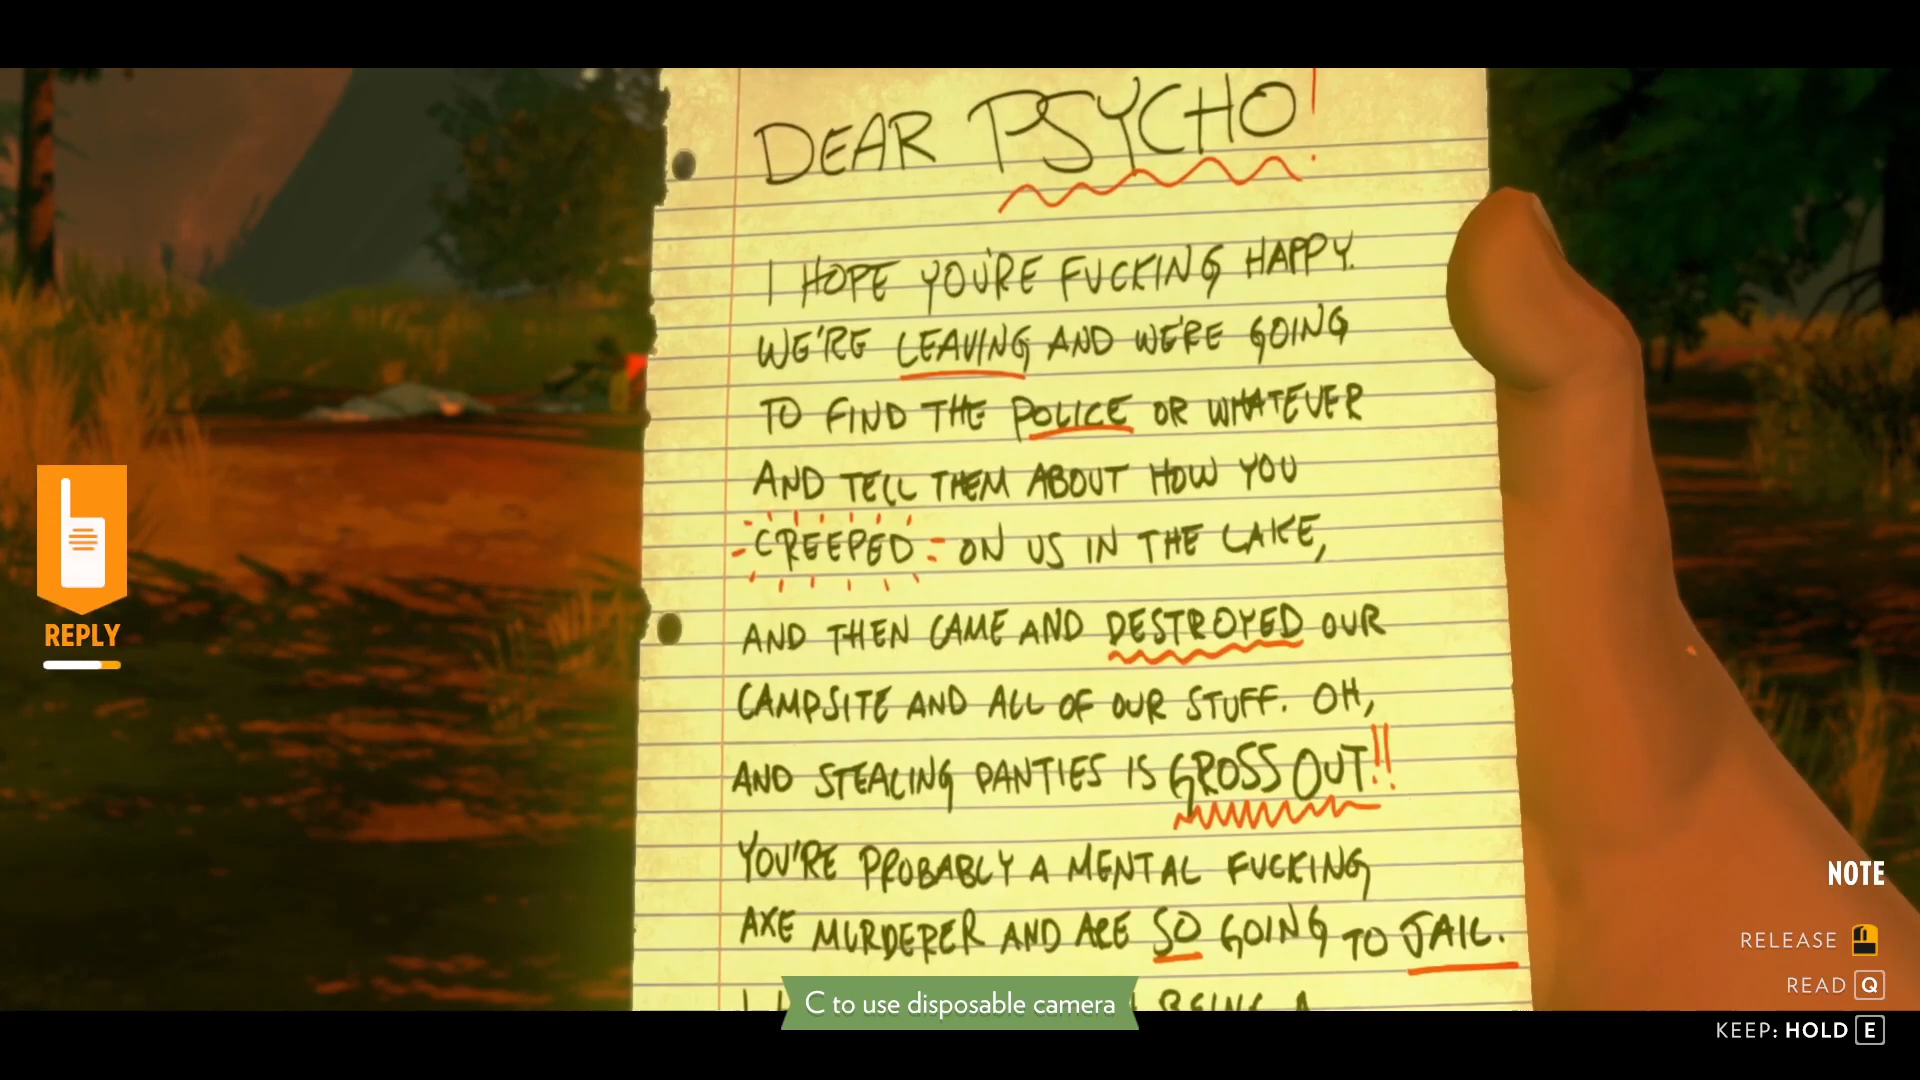 DEAR PSYCHO!
I HOPE YOU'RE FUCKING HAPPY.
WE'RE LEAVING AND WE'RE GOING
TO FIND THE POLICE OR WHATEVER
AND TELL THEM ABOUT HOW YOU
CREEPED ON US IN THE LAKE,
AND THEN CAME AND DESTROYED OUR
CAMPSITE AND ALL OF OUR STUFF. OH,
AND STEALING PANTIES IS GROSS OUT!!
YOU'RE PROBABLY A MENTAL FUCKING
AXE MURDERER AND ARE SO GOING TO JAIL.
BEING A
REPLY
C to use disposable camera
NOTE
RELEASE
READ Q
KEEP: HOLD E